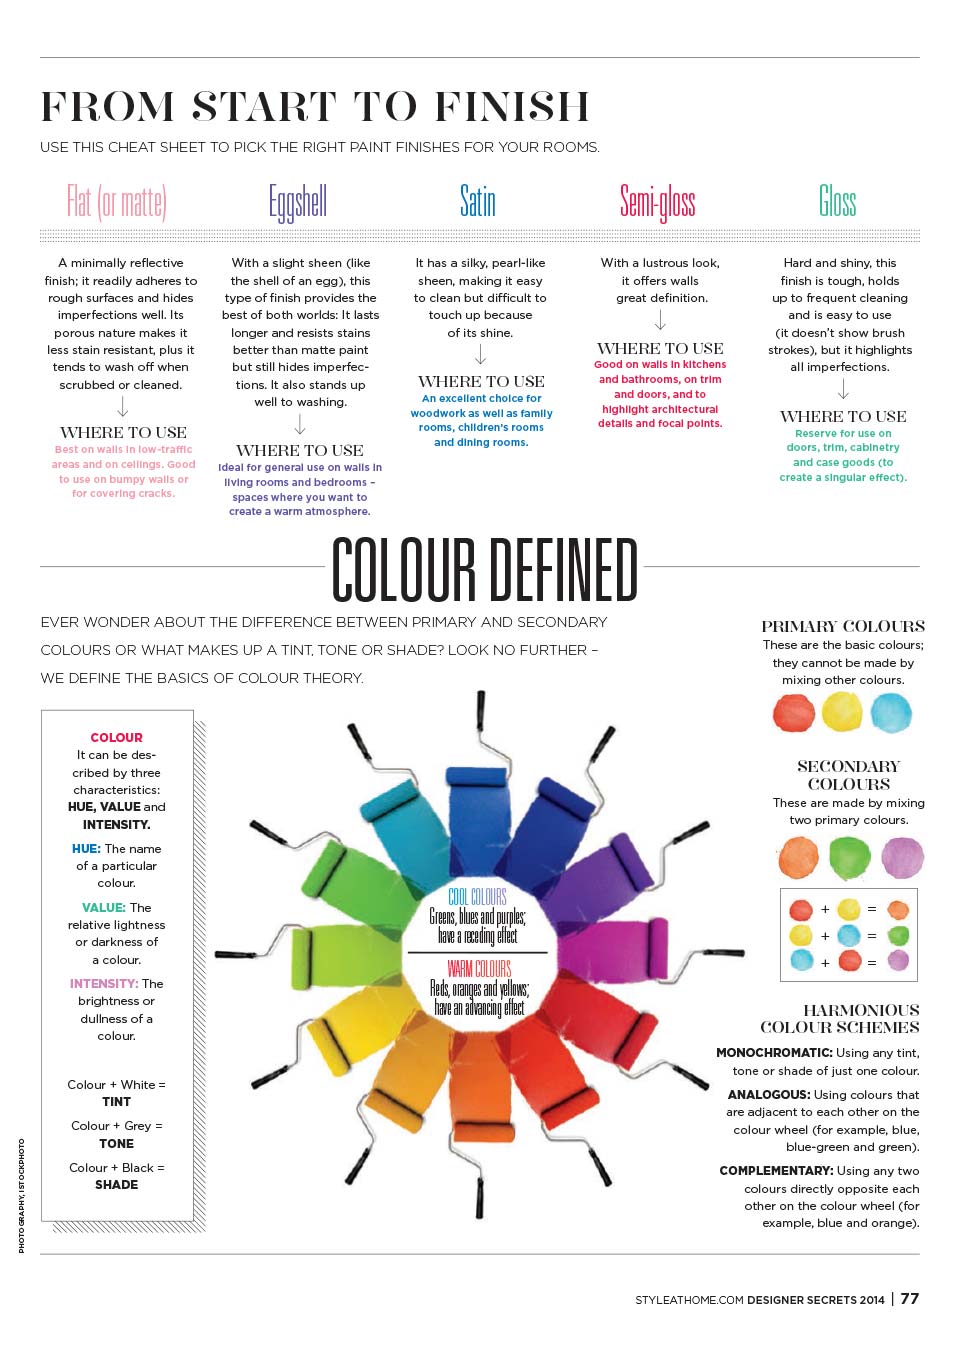 FROM START TO FINISH
USE THIS CHEAT SHEET TO PICK THE RIGHT PAINT FINISHES FOR YOUR ROOMS.
Flat (or matte)
A minimally reflective
finish; it readily adheres to
rough surfaces and hides
imperfections well. Its
porous nature makes it
less stain resistant, plus it
tends to wash off when
scrubbed or cleaned.
WHERE TO USE
Best on walls in low-traffic
areas and on ceilings. Good
to use on bumpy walls or
for covering cracks.
Eggshell
With a slight sheen (like
the shell of an egg), this
type of finish provides the
best of both worlds: It lasts
longer and resists stains
better than matte paint
but still hides imperfec-
tions. It also stands up
well to washing.
WHERE TO USE
Ideal for general use on walls in
living rooms and bedrooms –
spaces where you want to
create a warm atmosphere.
Satin
It has a silky, pearl-like
sheen, making it easy
to clean but difficult to
touch up because
of its shine.
WHERE TO USE
An excellent choice for
woodwork as well as family
rooms, children's rooms
and dining rooms.
Semi-gloss
With a lustrous look,
it offers walls
great definition.
WHERE TO USE
Good on walls in kitchens
and bathrooms, on trim
and doors, and to
highlight architectural
details and focal points.
Gloss
Hard and shiny, this
finish is tough, holds
up to frequent cleaning
and is easy to use
(it doesn't show brush
strokes), but it highlights
all imperfections.
WHERE TO USE
Reserve for use on
doors, trim, cabinetry
and case goods (to
create a singular effect).
COLOUR DEFINED
EVER WONDER ABOUT THE DIFFERENCE BETWEEN PRIMARY AND SECONDARY
COLOURS OR WHAT MAKES UP A TINT, TONE OR SHADE? LOOK NO FURTHER –
WE DEFINE THE BASICS OF COLOUR THEORY.
COLOUR
It can be des-
cribed by three
characteristics:
HUE, VALUE and
INTENSITY.
HUE: The name
of a particular
colour.
VALUE: The
relative lightness
or darkness of
a colour.
INTENSITY: The
brightness or
dullness of a
colour.
Colour + White =
TINT
Colour + Grey =
TONE
Colour + Black =
SHADE
COOL COLOURS
Greens, blues and purples;
have a receding effect
WARM COLOURS
Reds, oranges and yellows;
have an advancing effect
PRIMARY COLOURS
These are the basic colours;
they cannot be made by
mixing other colours.
SECONDARY
COLOURS
These are made by mixing
two primary colours.
+ =
+ =
+ =
HARMONIOUS
COLOUR SCHEMES
MONOCHROMATIC: Using any tint,
tone or shade of just one colour.
ANALOGOUS: Using colours that
are adjacent to each other on the
colour wheel (for example, blue,
blue-green and green).
COMPLEMENTARY: Using any two
colours directly opposite each
other on the colour wheel (for
example, blue and orange).
PHOTOGRAPHY, ISTOCKPHOTO
STYLEATHOME.COM DESIGNER SECRETS 2014 | 77